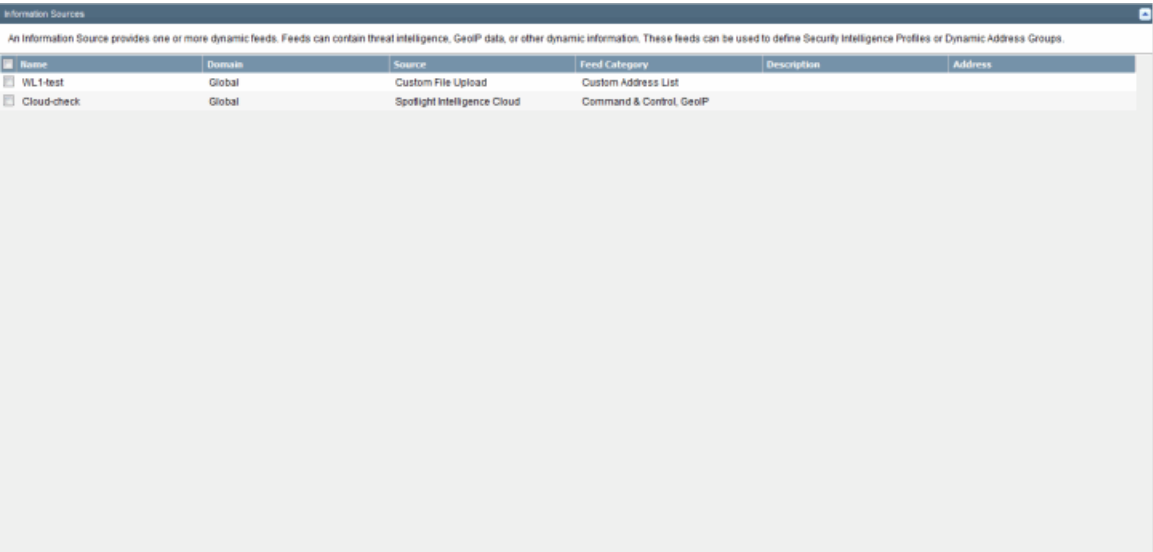 Information Sources
An Information Source provides one or more dynamic feeds. Feeds can contain threat intelligence, GeoIP data, or other dynamic information. These feeds can be used to define Security Intelligence Profiles or Dynamic Address Groups.
Name Domain Source Feed Category Description Address
WL1-test Global Custom File Upload Custom Address List
Cloud-check Global Spotlight Intelligence Cloud Command & Control, GeoIP